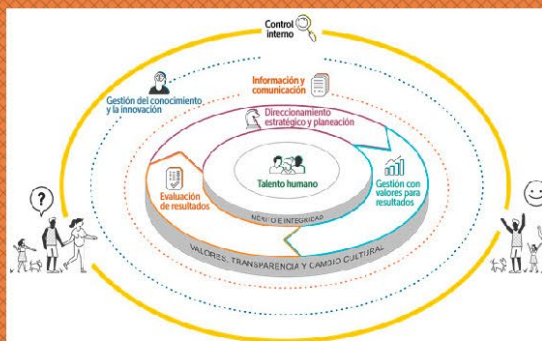 Control
interno
Información y
comunicación
Gestión del conocimiento
y la innovación
Direccionamiento
estratégico y planeación
Talento humano
Gestión con
valores para
resultados
Evaluación
de resultados
E INTEGRIDAD
VALORES, TRANSPARENCIA Y CAMBIO CULTURAL
?